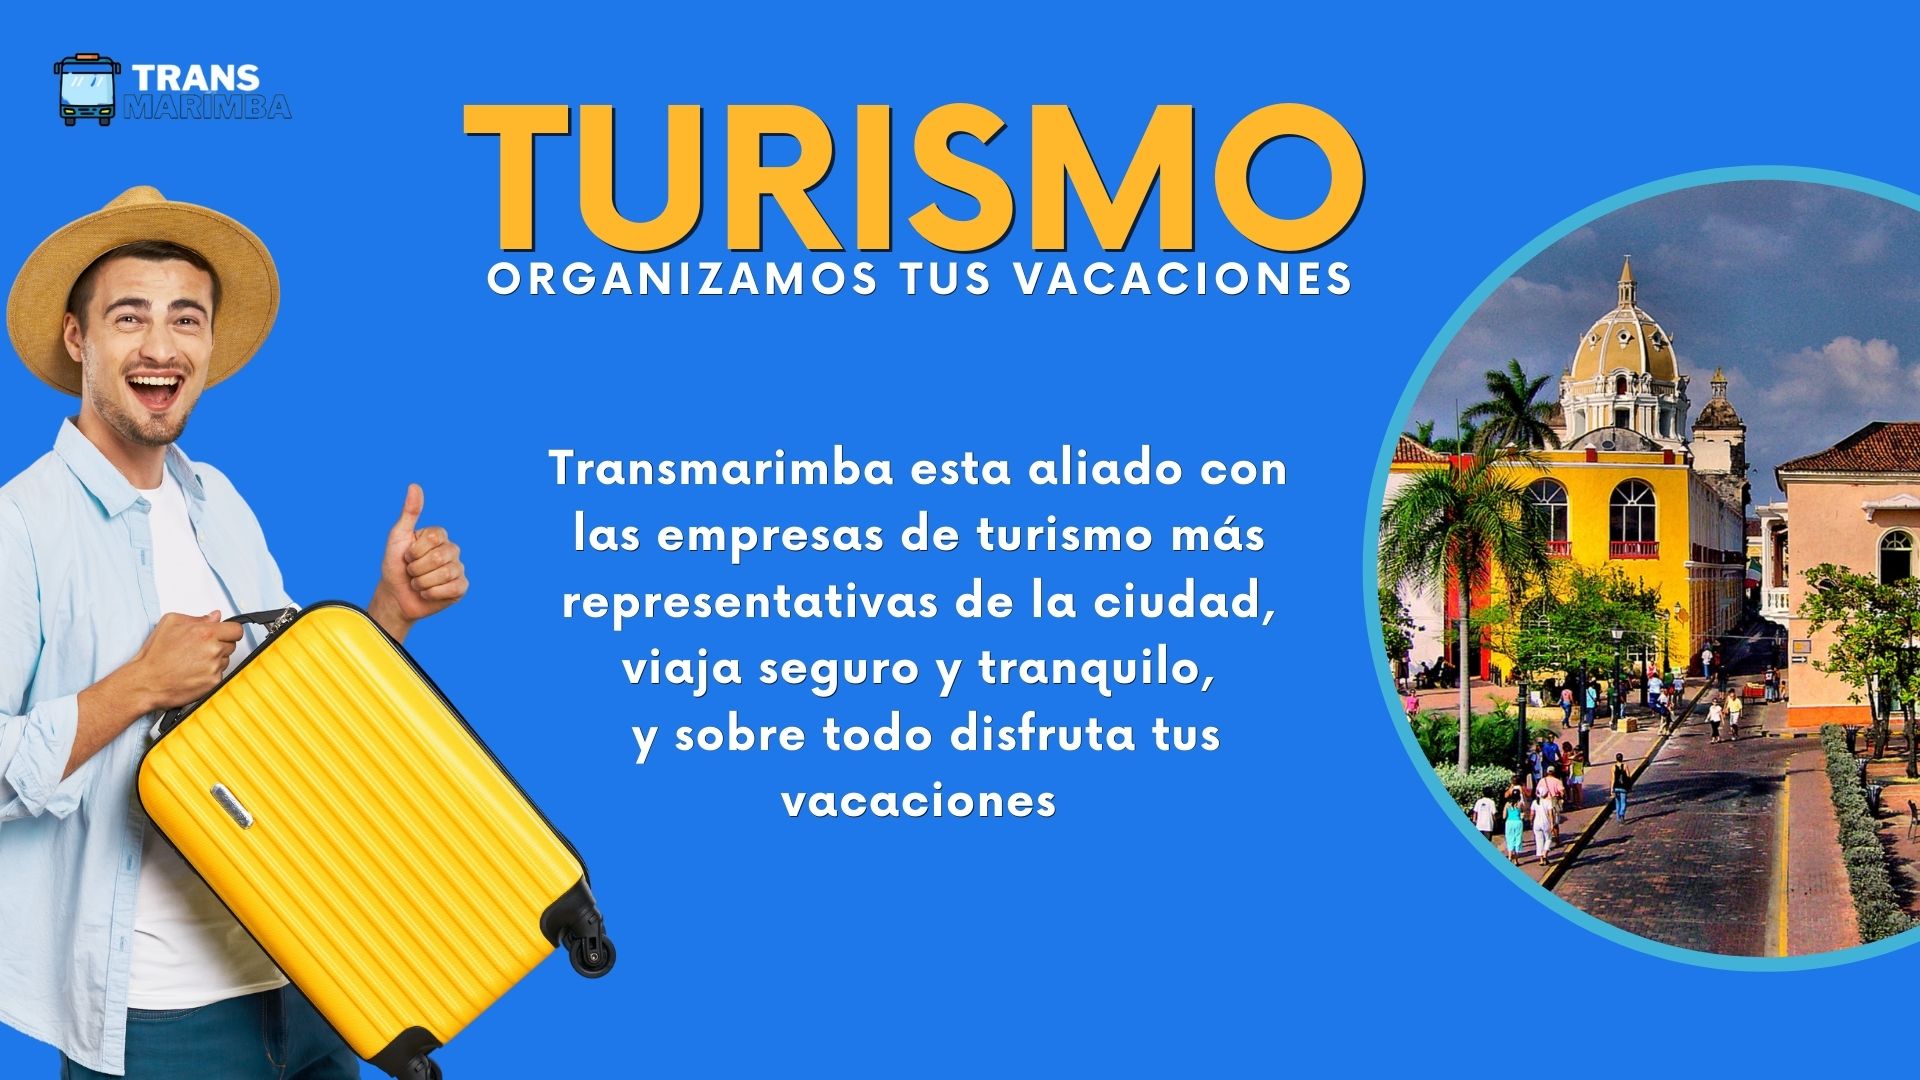 TRANS
MARIMBA
TURISMO
ORGANIZAMOS TUS VACACIONES
Transmarimba esta aliado con
las empresas de turismo más
representativas de la ciudad,
viaja seguro y tranquilo,
y sobre todo disfruta tus
vacaciones